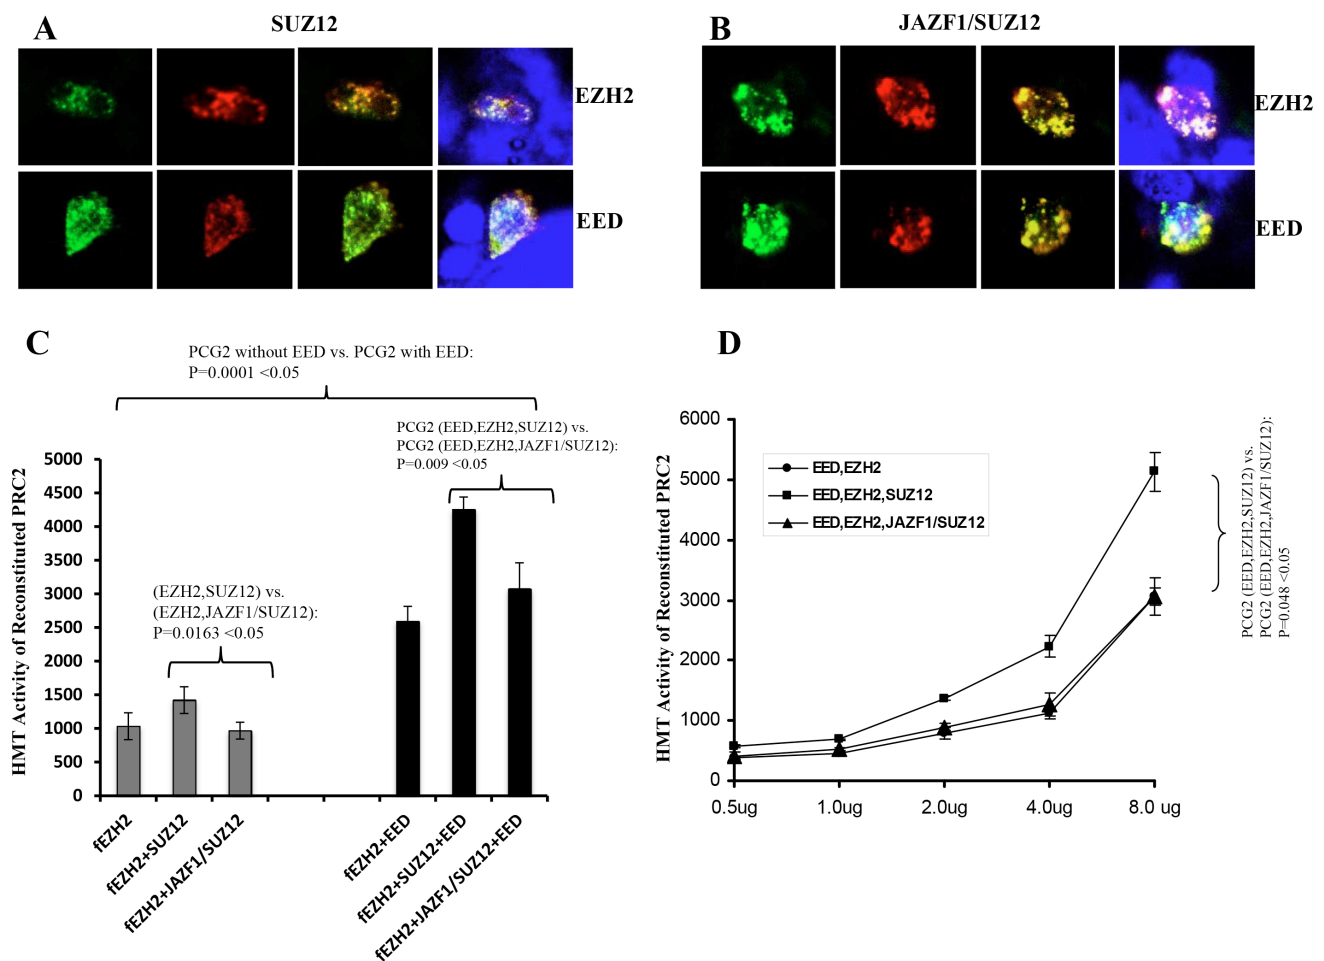 A
SUZ12
EZH2
EED
B
JAZF1/SUZ12
EZH2
EED
C
PCG2 without EED vs. PCG2 with EED:
P=0.0001 <0.05
PCG2 (EED,EZH2,SUZ12) vs.
PCG2 (EED,EZH2,JAZF1/SUZ12):
P=0.009 <0.05
(EZH2,SUZ12) vs.
(EZH2,JAZF1/SUZ12):
P=0.0163 <0.05
HMT Activity of Reconstituted PRC2
5000
4500
4000
3500
3000
2500
2000
1500
1000
500
0
fEZH2
fEZH2+SUZ12
fEZH2+JAZF1/SUZ12
fEZH2+EED
fEZH2+SUZ12+EED
fEZH2+JAZF1/SUZ12+EED
D
HMT Activity of Reconstituted PRC2
6000
5000
4000
3000
2000
1000
0
EED,EZH2
EED,EZH2,SUZ12
EED,EZH2,JAZF1/SUZ12
0.5ug
1.0ug
2.0ug
4.0ug
8.0 ug
PCG2 (EED,EZH2,SUZ12) vs.
PCG2 (EED,EZH2,JAZF1/SUZ12):
P=0.048 <0.05